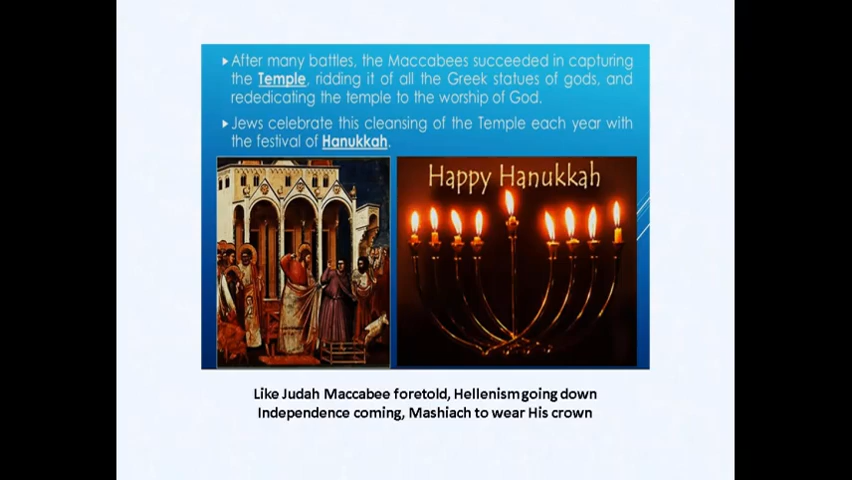 After many battles, the Maccabees succeeded in capturing
the Temple, ridding it of all the Greek statues of gods, and
rededicating the temple to the worship of God.
Jews celebrate this cleansing of the Temple each year with
the festival of Hanukkah.
Happy Hanukkah
Like Judah Maccabee foretold, Hellenism going down
Independence coming, Mashiach to wear His crown